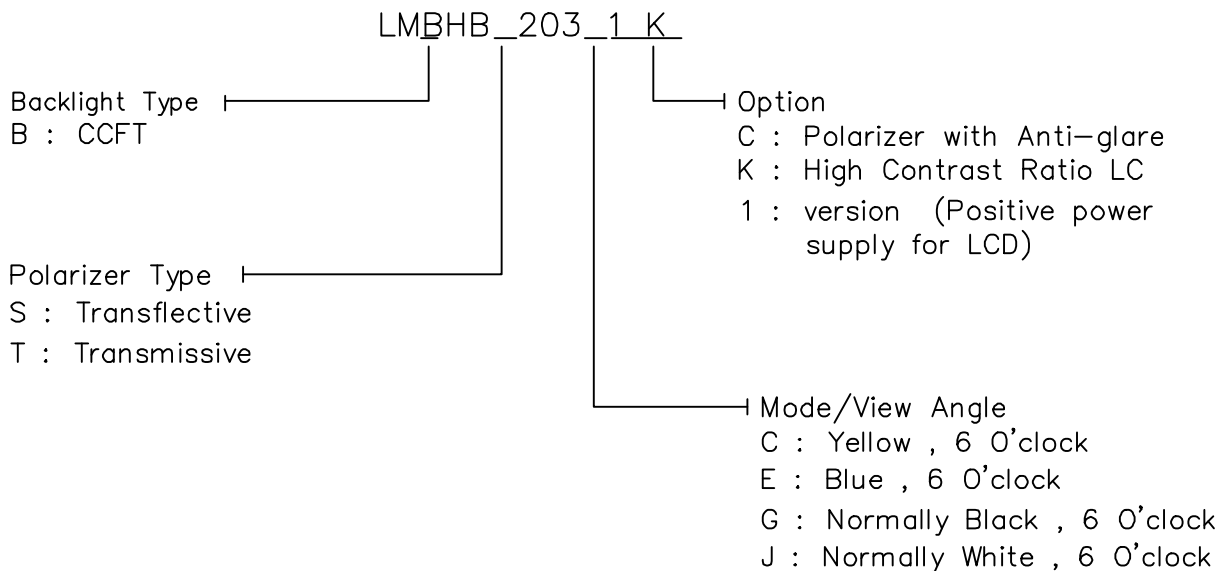 LMBHB_203_1 K_
Backlight Type
B : CCFT
Option
C : Polarizer with Anti-glare
K : High Contrast Ratio LC
1 : version (Positive power
supply for LCD)
Polarizer Type
S : Transflective
T : Transmissive
Mode/View Angle
C : Yellow , 6 O'clock
E : Blue , 6 O'clock
G : Normally Black , 6 O'clock
J : Normally White , 6 O'clock